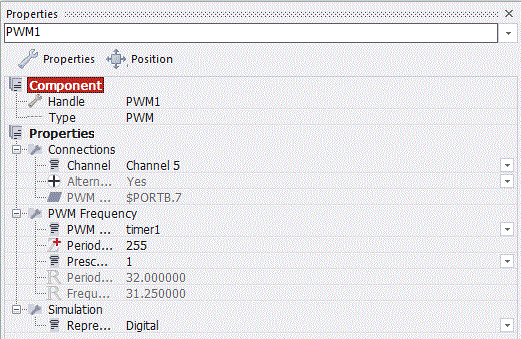 Properties
PWM1
Properties Position
Component
Handle PWM1
Type PWM
Properties
Connections
Channel Channel 5
Altern... Yes
PWM ... $PORTB.7
PWM Frequency
PWM ... timer1
Period... 255
Presc... 1
Period... 32.000000
Frequ... 31.250000
Simulation
Repre... Digital